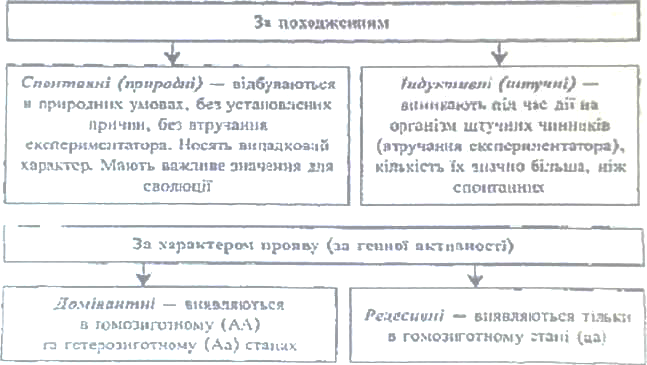 За походженням
Спонтанні (природні) — відбуваються
в природних умовах, без установлених
причин, без втручання
експериментатора. Носять випадковий
характер. Мають важливе значення для
еволюції
Індуктивні (штучні) —
виникають під час дії на
організм штучних чинників
(втручання експериментатора),
кількість їх значно більша, ніж
спонтанних
За характером прояву (за генної активності)
Домінантні — виявляються
в гомозиготному (АА)
та гетерозиготному (Аа) станах
Рецесивні — виявляються тільки
в гомозиготному стані (аа)